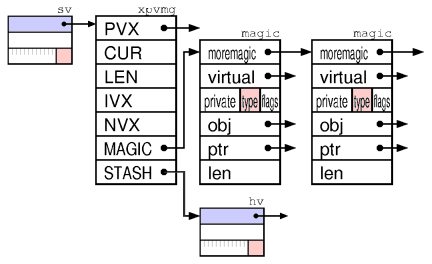 sv
xpvmg
PVX
CUR
LEN
IVX
NVX
MAGIC
STASH
magic
moremagic
virtual
private type flags
obj
ptr
len
magic
moremagic
virtual
private type flags
obj
ptr
len
hv